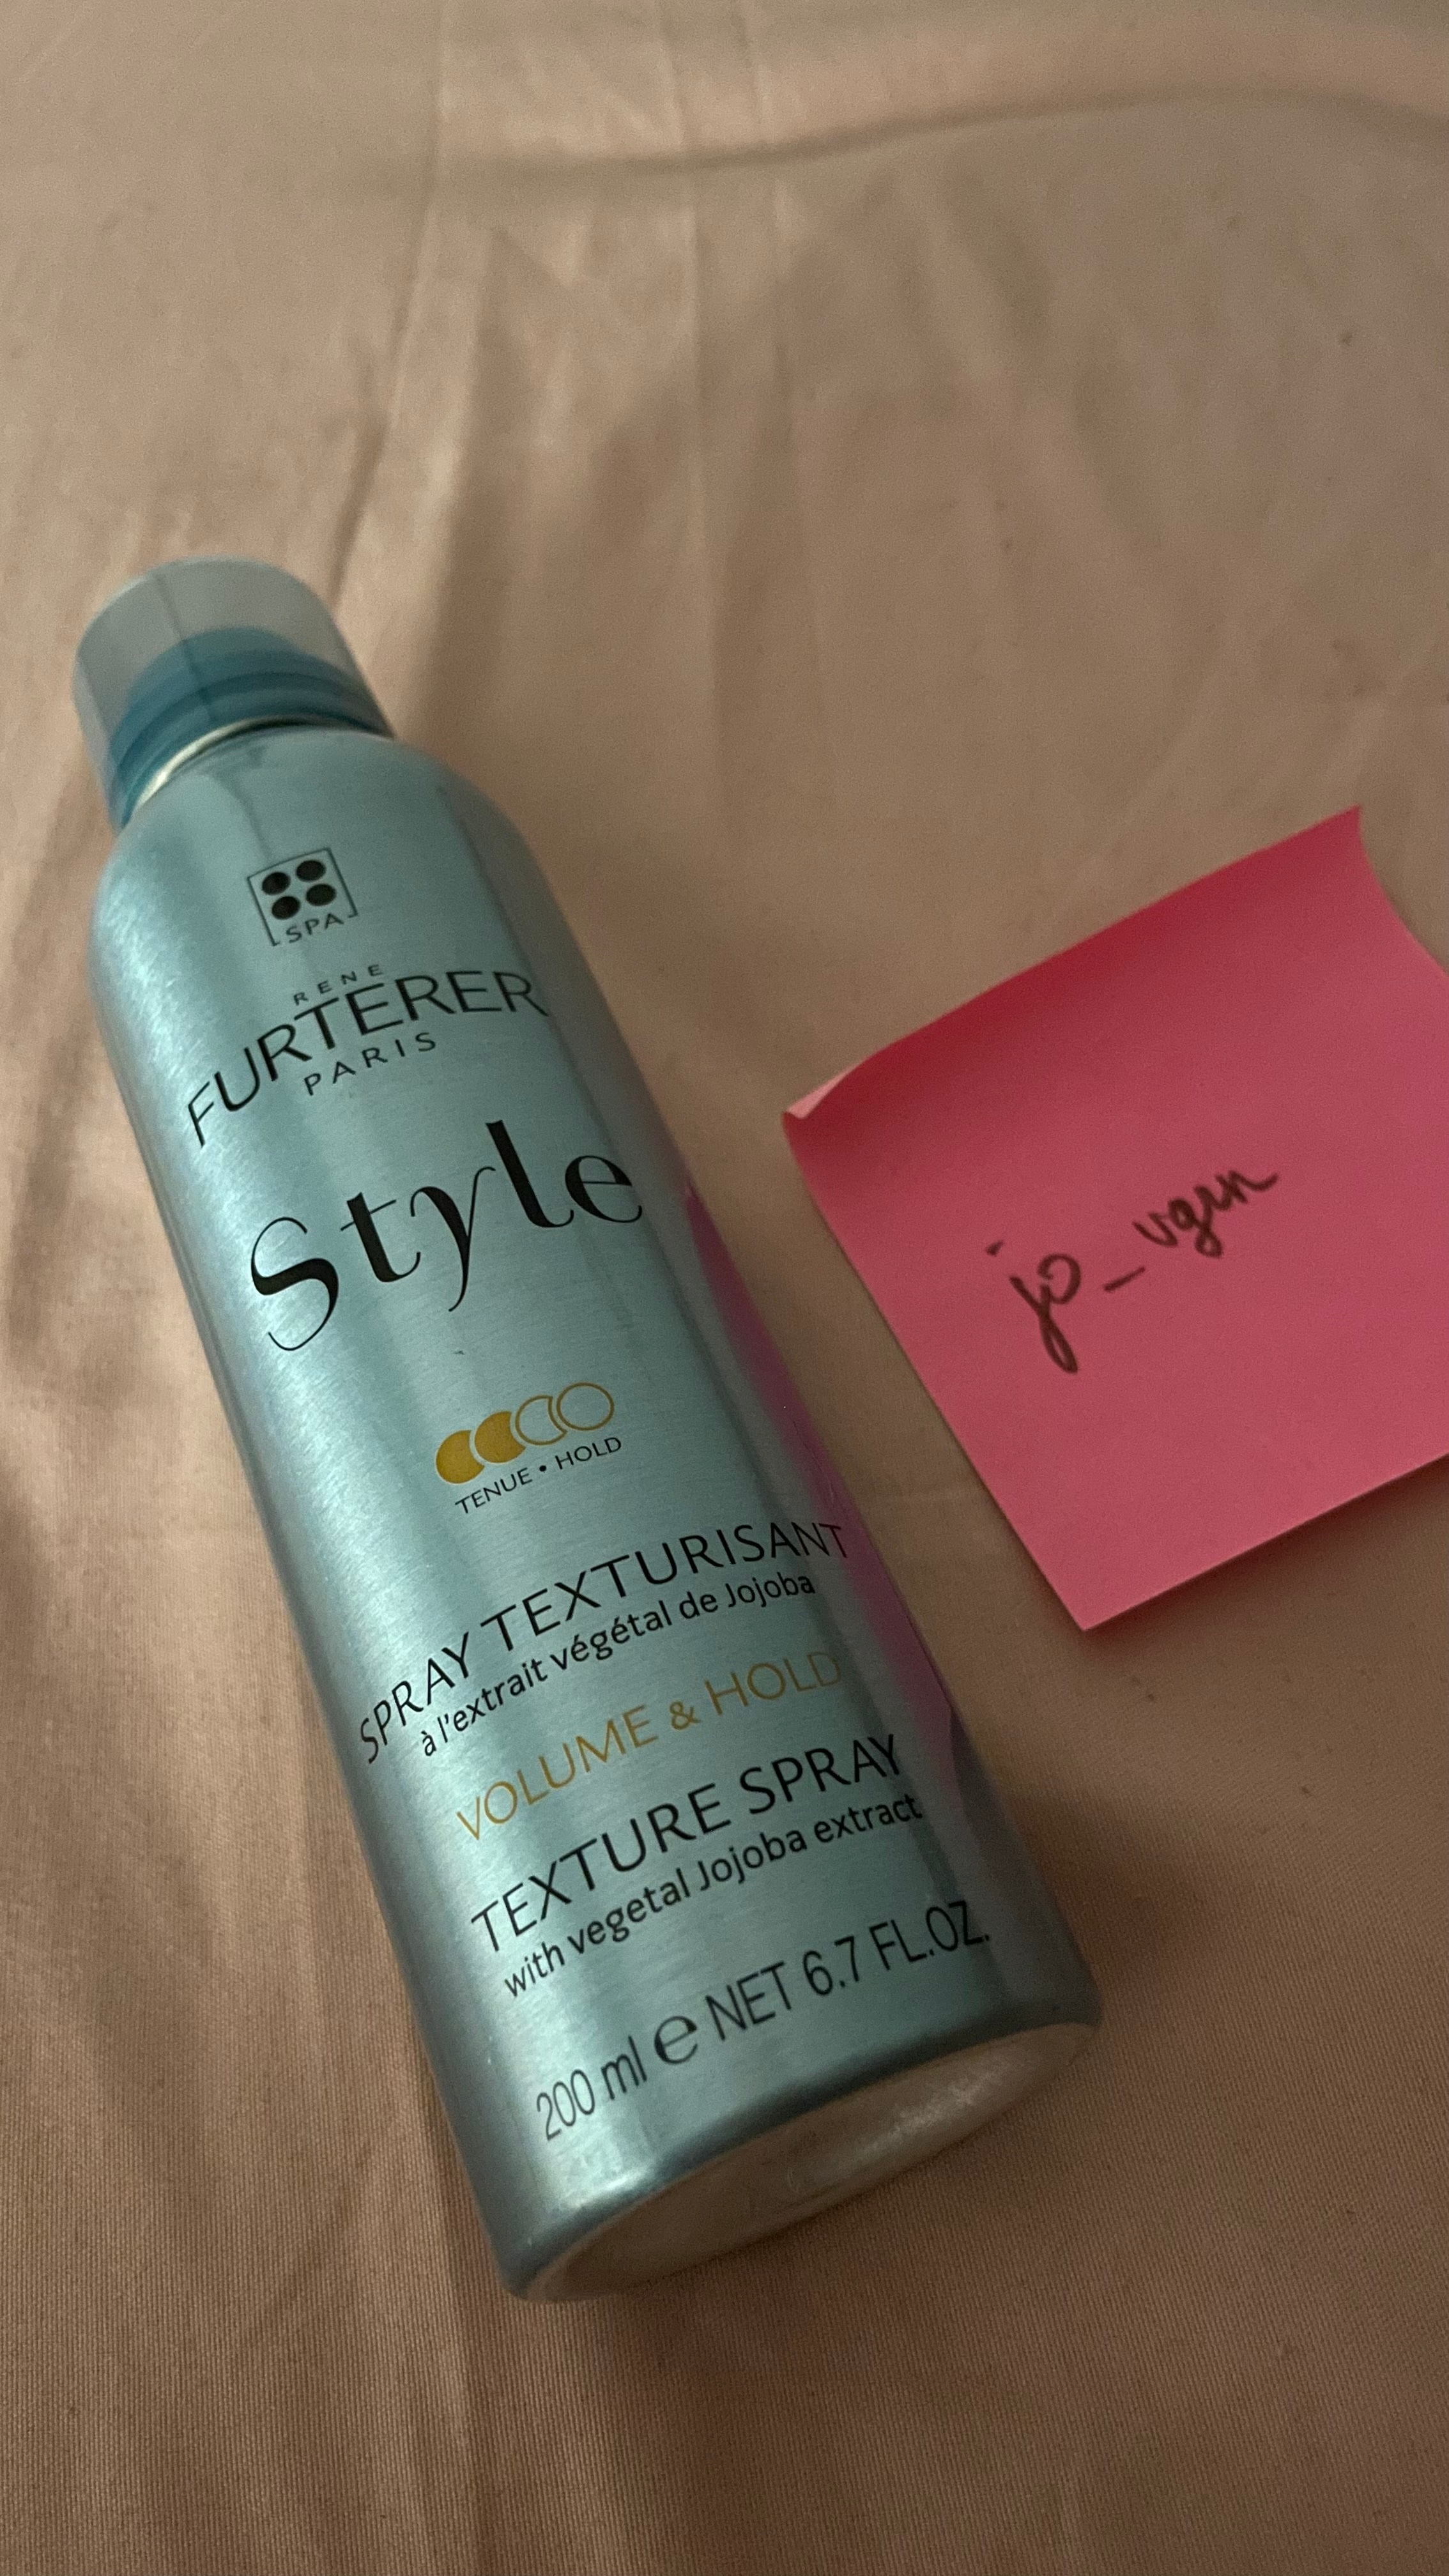 SPA
RENE
FURTERER
PARIS
Style
TENUE • HOLD
SPRAY TEXTURISANT
à l'extrait végétal de Jojoba
VOLUME & HOLD
TEXTURE SPRAY
with vegetal Jojoba extract
200 ml e NET 6.7 FL.OZ.
jo_vgin